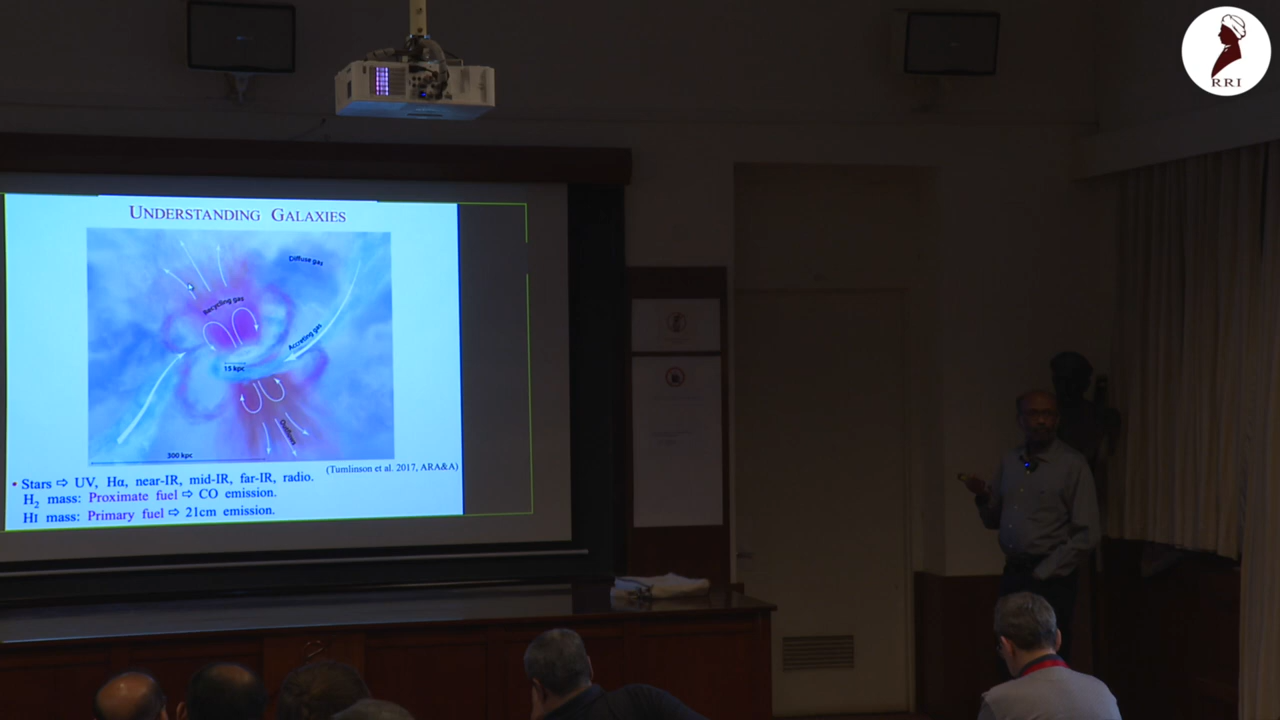 RRI
UNDERSTANDING GALAXIES
Diffuse gas
Recycling gas
Accreting gas
15 kpc
Outflows
300 kpc
(Tumlinson et al. 2017, ARA&A)
• Stars ⇨ UV, Hα, near-IR, mid-IR, far-IR, radio.
H₂ mass: Proximate fuel ⇨ CO emission.
HI mass: Primary fuel ⇨ 21cm emission.